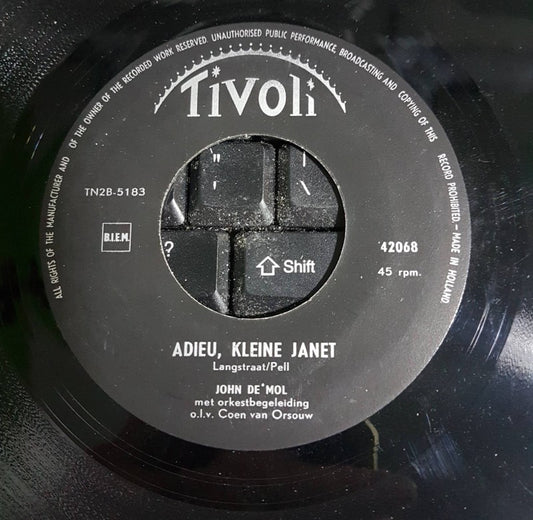 ALL RIGHTS OF THE MANUFACTURER AND OF THE OWNER OF THE RECORDED WORK RESERVED. UNAUTHORISED PUBLIC PERFORMANCE, BROADCASTING AND COPYING OF THIS RECORD PROHIBITED. – MADE IN HOLLAND.
Tivoli
TN2B-5183
B.I.E.M.
42068
45 rpm.
"
'
|
\
?
Shift
ADIEU, KLEINE JANET
Langstraat/Pell
JOHN DE MOL
met orkestbegeleiding
o.l.v. Coen van Orsouw